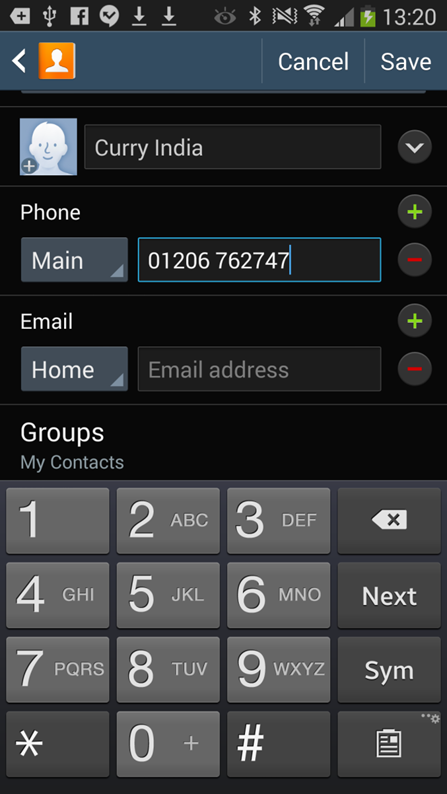 13:20
Cancel Save
Curry India
Phone
Main 01206 762747
Email
Home Email address
Groups
My Contacts
1 2 ABC 3 DEF
4 GHI 5 JKL 6 MNO Next
7 PQRS 8 TUV 9 WXYZ Sym
* 0 + #